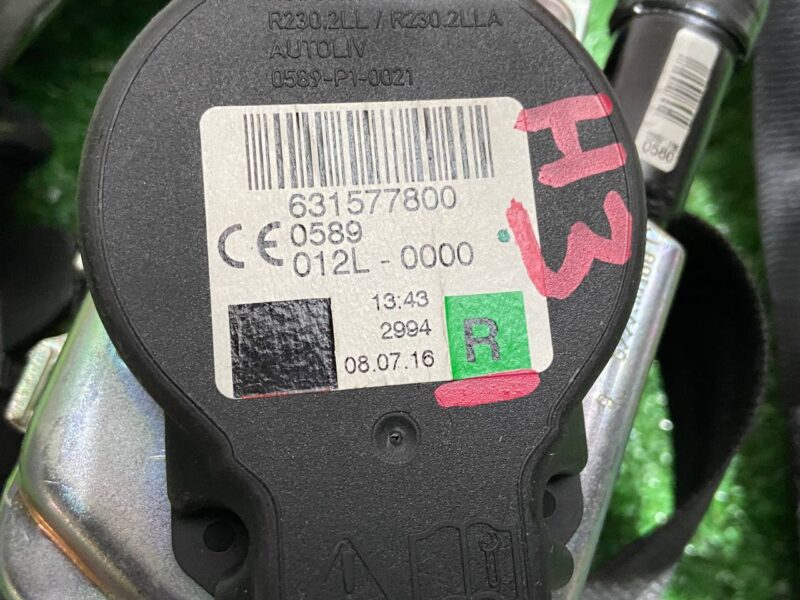 R230.2LL / R230.2LLA
AUTOLIV
0589-P1-0021
631577800
CE 0589
012L - 0000
13:43
2994
08.07.16
R
H3
0580